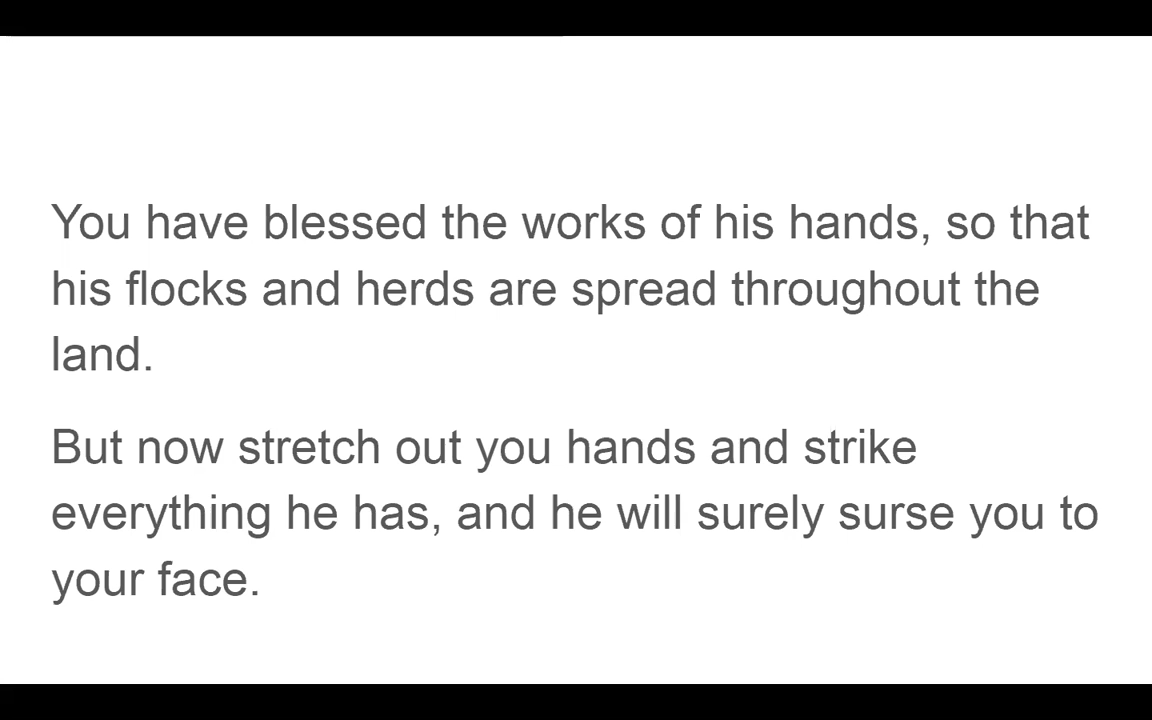 You have blessed the works of his hands, so that
his flocks and herds are spread throughout the
land.
But now stretch out you hands and strike
everything he has, and he will surely surse you to
your face.